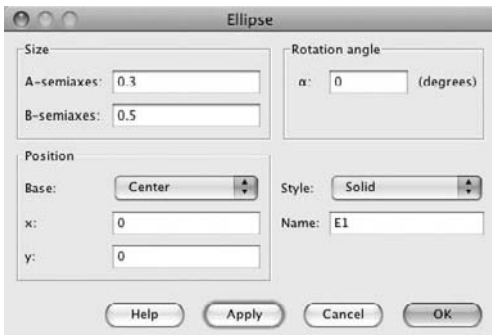 Ellipse
Size
A-semiaxes: 0.3
B-semiaxes: 0.5
Rotation angle
α: 0 (degrees)
Position
Base: Center
x: 0
y: 0
Style: Solid
Name: E1
Help Apply Cancel OK